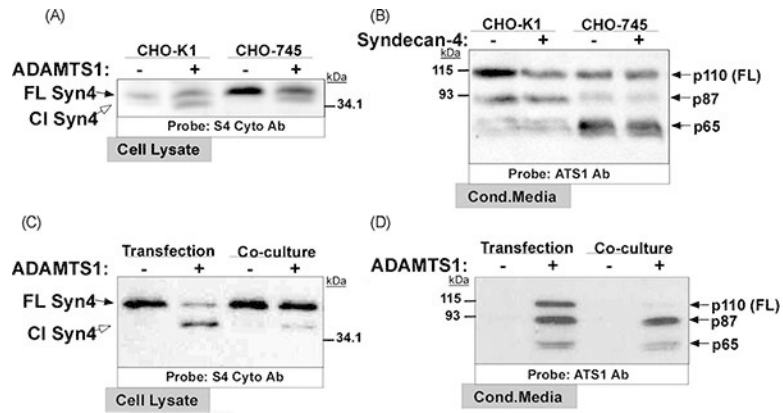 (A)
CHO-K1 CHO-745
ADAMTS1: - + - +
kDa
FL Syn4
Cl Syn4
34.1
Probe: S4 Cyto Ab
Cell Lysate
(B)
CHO-K1 CHO-745
Syndecan-4: - + - +
kDa
115
93
p110 (FL)
p87
p65
Probe: ATS1 Ab
Cond.Media
(C)
Transfection Co-culture
ADAMTS1: - + - +
kDa
FL Syn4
Cl Syn4
34.1
Probe: S4 Cyto Ab
Cell Lysate
(D)
Transfection Co-culture
ADAMTS1: - + - +
kDa
115
93
p110 (FL)
p87
p65
Probe: ATS1 Ab
Cond.Media